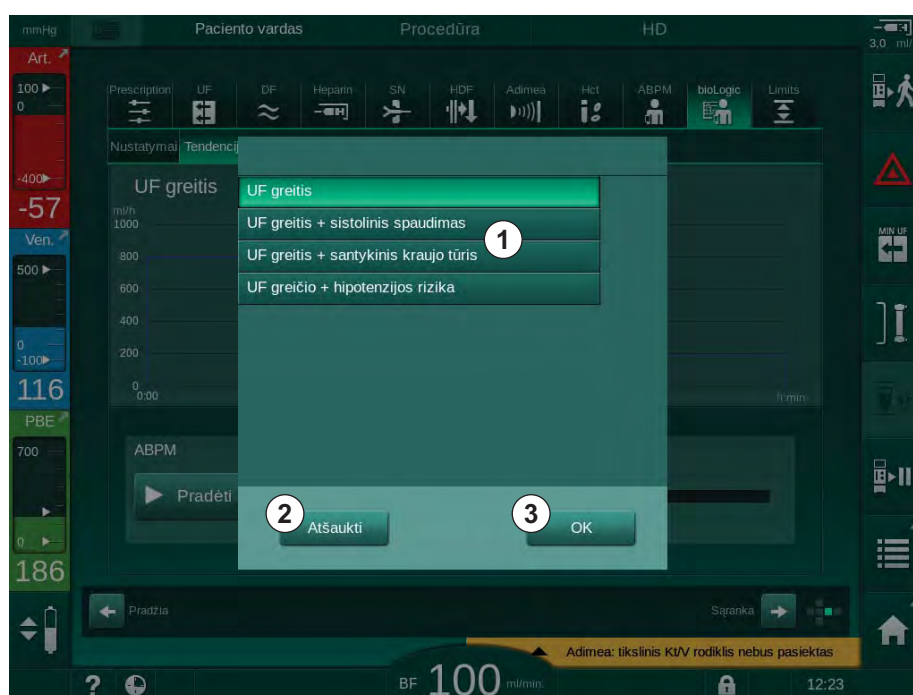 mmHg
Paciento vardas
Procedūra
HD
3,0 ml/
Art.
100
0
-400
-57
Ven.
500
0
-100
116
PBE
700
0
186
Prescription UF DF Heparin SN HDF Adimea Hct ABPM bioLogic Limits
Nustatymai Tendencij
UF greitis
ml/h
1000
800
600
400
200
0
0:00
h:min
UF greitis
UF greitis + sistolinis spaudimas
UF greitis + santykinis kraujo tūris
UF greičio + hipotenzijos rizika
1
ABPM
Pradėti
2
Atšaukti
3
OK
Pradžia
Sąranka
Adimea: tikslinis Kt/V rodiklis nebus pasiektas
? BF 100 ml/min.
12:23
MIN UF